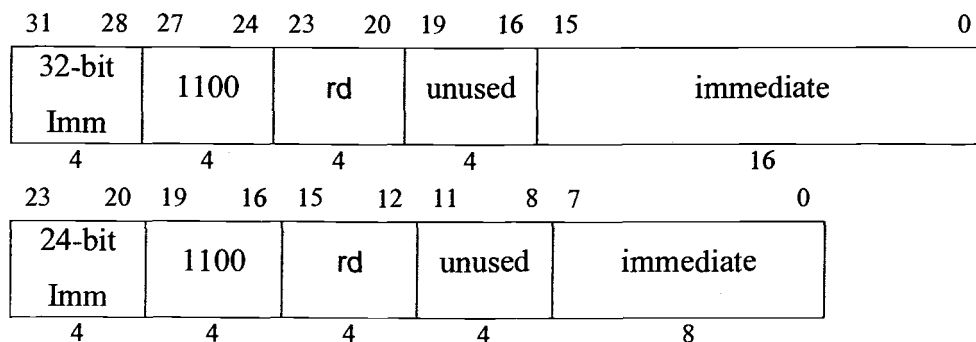 31 28 27 24 23 20 19 16 15 0
32-bit Imm 1100 rd unused immediate
4 4 4 4 16
23 20 19 16 15 12 11 8 7 0
24-bit Imm 1100 rd unused immediate
4 4 4 4 8